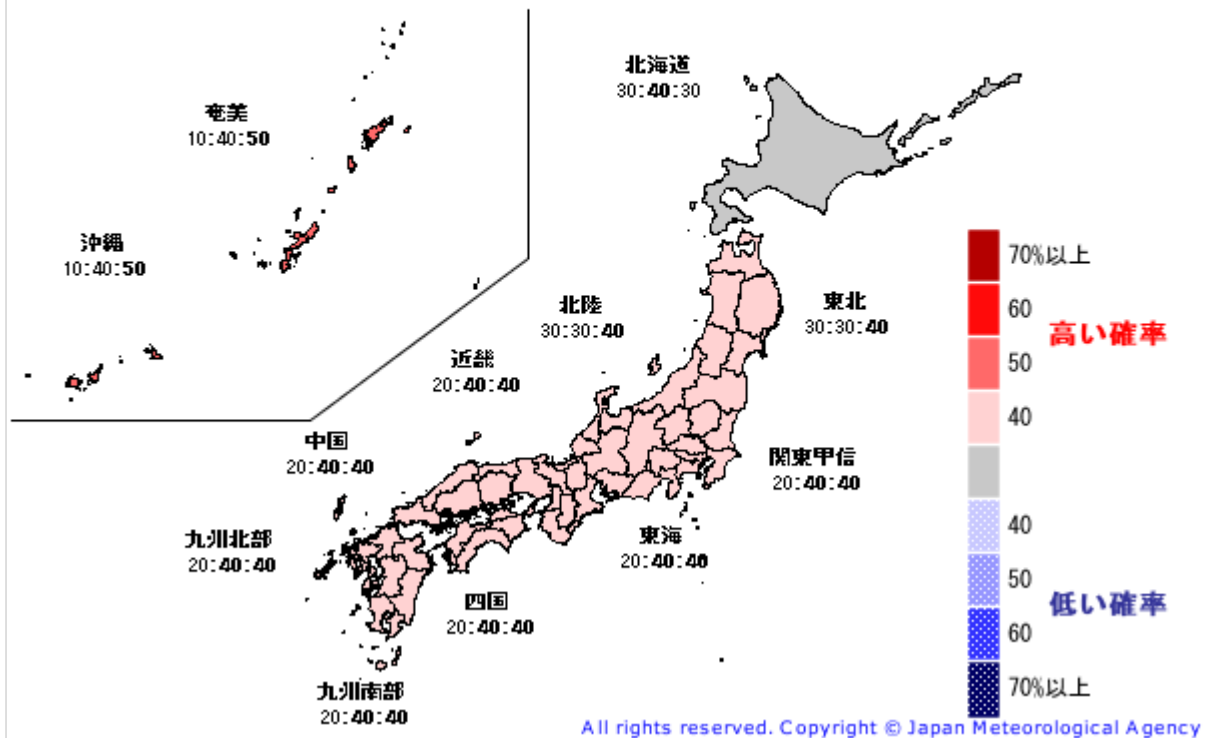 北海道
30:40:30
奄美
10:40:50
沖縄
10:40:50
北陸
30:30:40
東北
30:30:40
近畿
20:40:40
中国
20:40:40
関東甲信
20:40:40
東海
20:40:40
九州北部
20:40:40
四国
20:40:40
九州南部
20:40:40
70%以上
60
高い確率
50
40
40
50
低い確率
60
70%以上
All rights reserved. Copyright © Japan Meteorological Agency